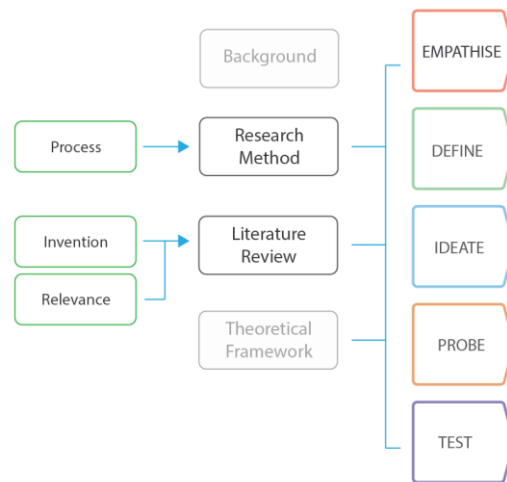 Background
EMPATHISE
Process
Research
Method
DEFINE
Invention
Literature
Review
IDEATE
Relevance
Theoretical
Framework
PROBE
TEST